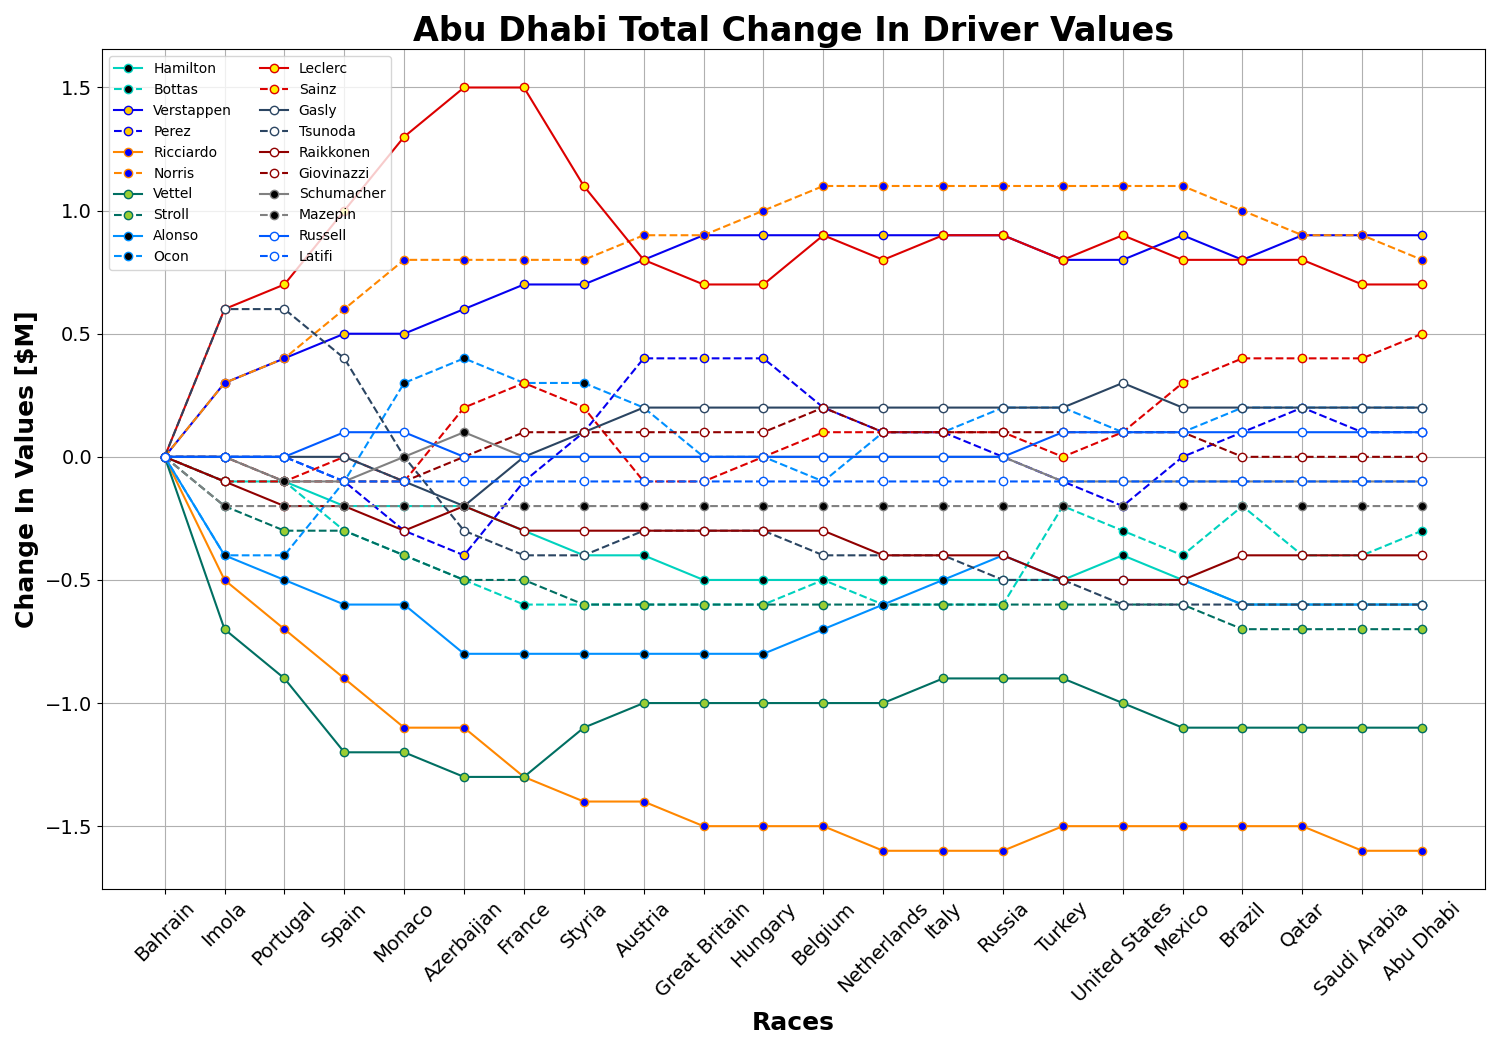 Abu Dhabi Total Change In Driver Values
Hamilton
Bottas
Verstappen
Perez
Ricciardo
Norris
Vettel
Stroll
Alonso
Ocon
Leclerc
Sainz
Gasly
Tsunoda
Raikkonen
Giovinazzi
Schumacher
Mazepin
Russell
Latifi
Change In Values [$M]
1.5
1.0
0.5
0.0
−0.5
−1.0
−1.5
Bahrain
Imola
Portugal
Spain
Monaco
Azerbaijan
France
Styria
Austria
Great Britain
Hungary
Belgium
Netherlands
Italy
Russia
Turkey
United States
Mexico
Brazil
Qatar
Saudi Arabia
Abu Dhabi
Races